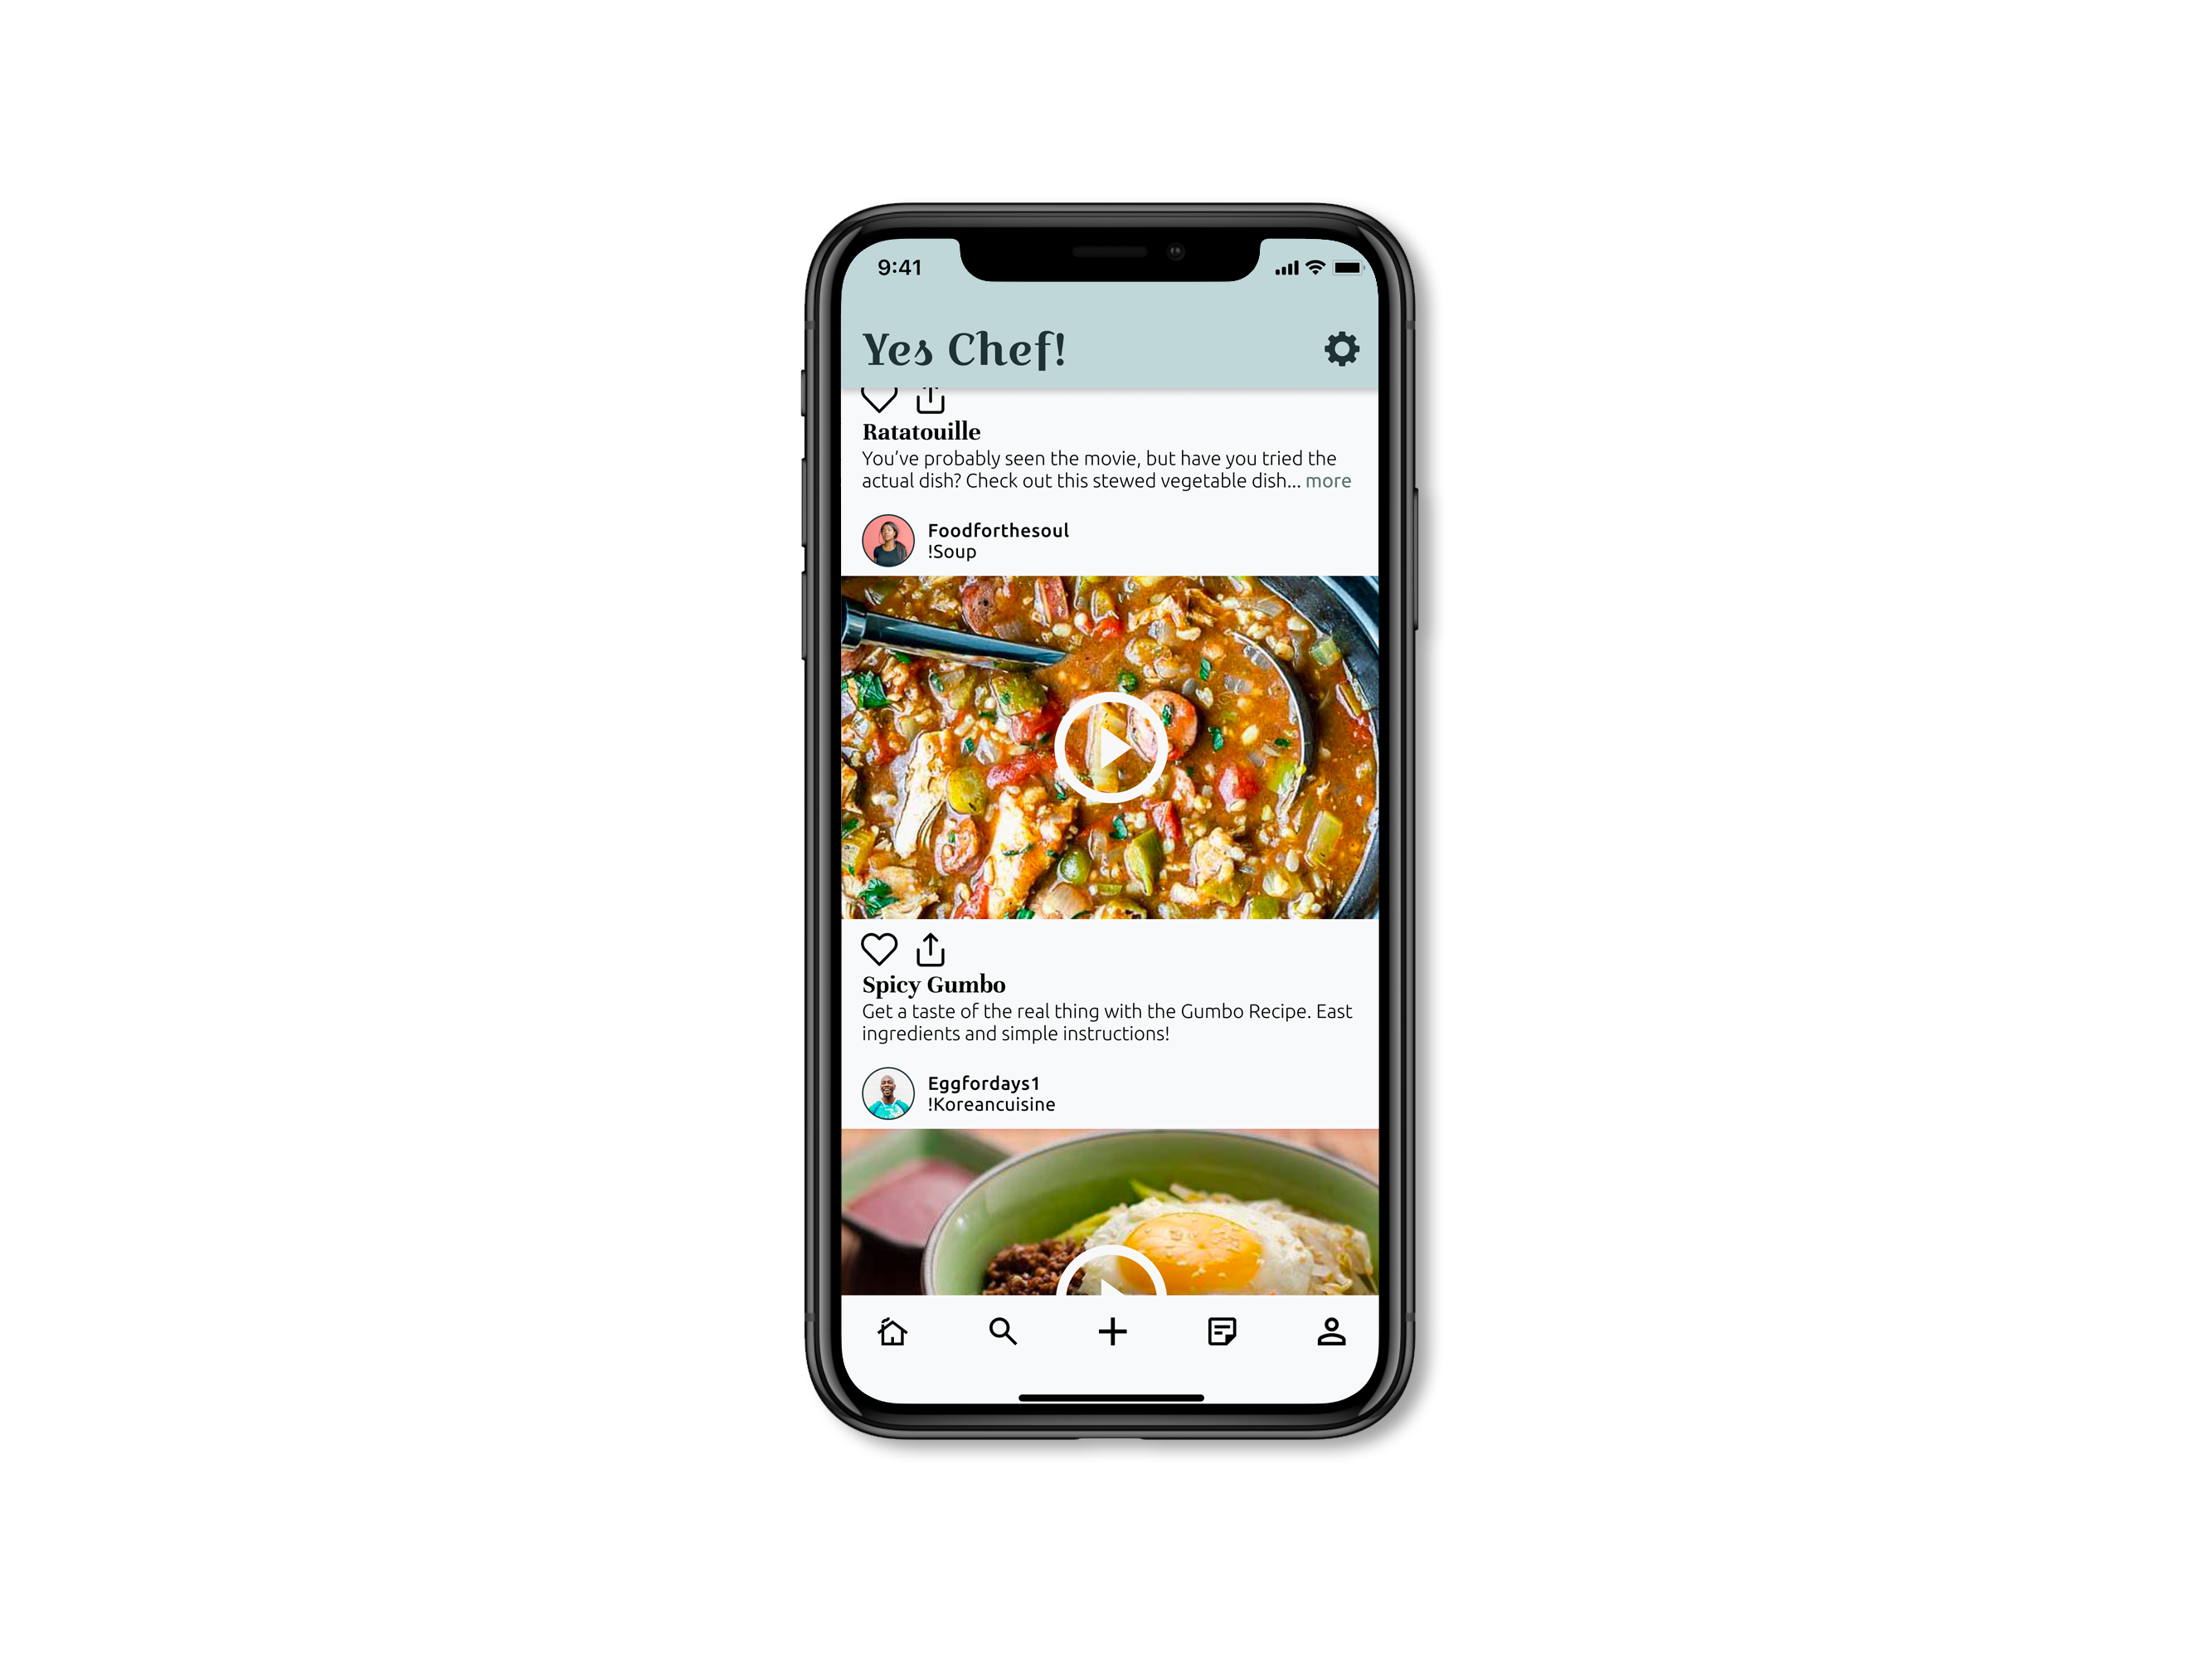 9:41
Yes Chef!
Ratatouille
You've probably seen the movie, but have you tried the
actual dish? Check out this stewed vegetable dish... more
Foodforthesoul
!Soup
Spicy Gumbo
Get a taste of the real thing with the Gumbo Recipe. East
ingredients and simple instructions!
Eggfordays1
!Koreancuisine